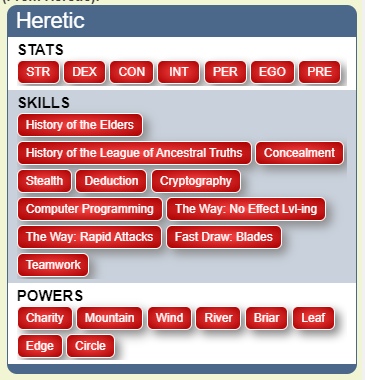 (From Heretic).
Heretic
STATS
STR DEX CON INT PER EGO PRE
SKILLS
History of the Elders
History of the League of Ancestral Truths Concealment
Stealth Deduction Cryptography
Computer Programming The Way: No Effect Lvl-ing
The Way: Rapid Attacks Fast Draw: Blades
Teamwork
POWERS
Charity Mountain Wind River Briar Leaf
Edge Circle